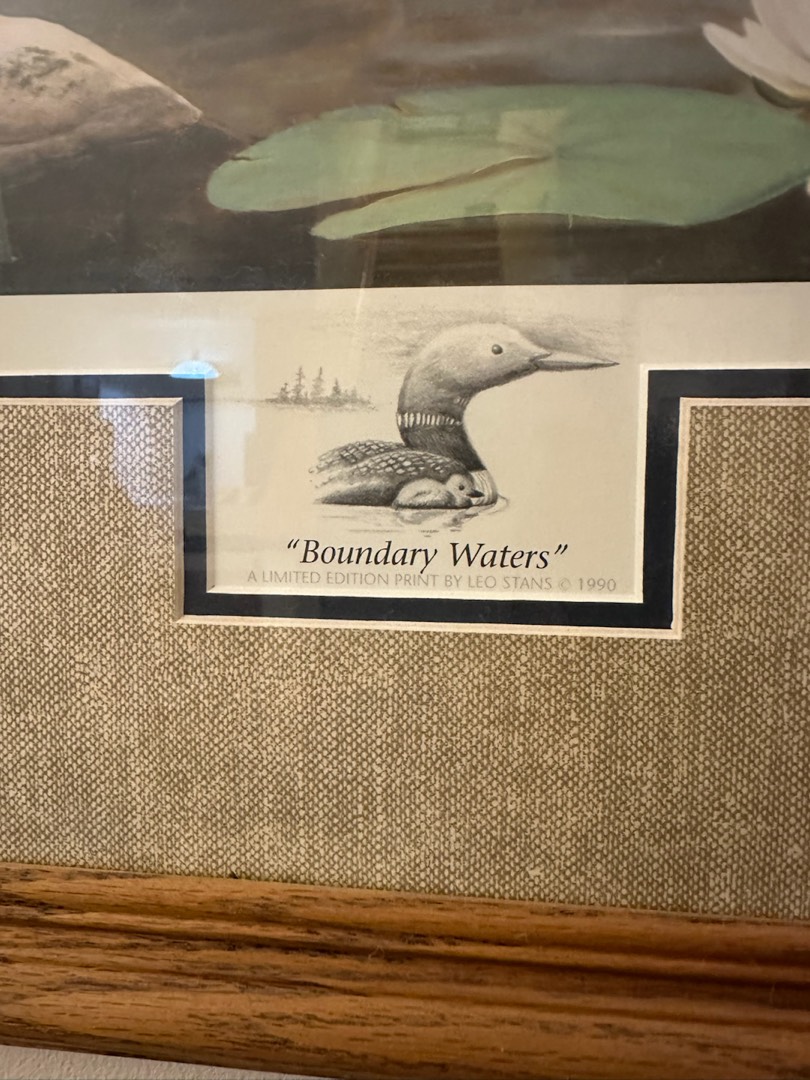 “Boundary Waters”
A LIMITED EDITION PRINT BY LEO STANS © 1990